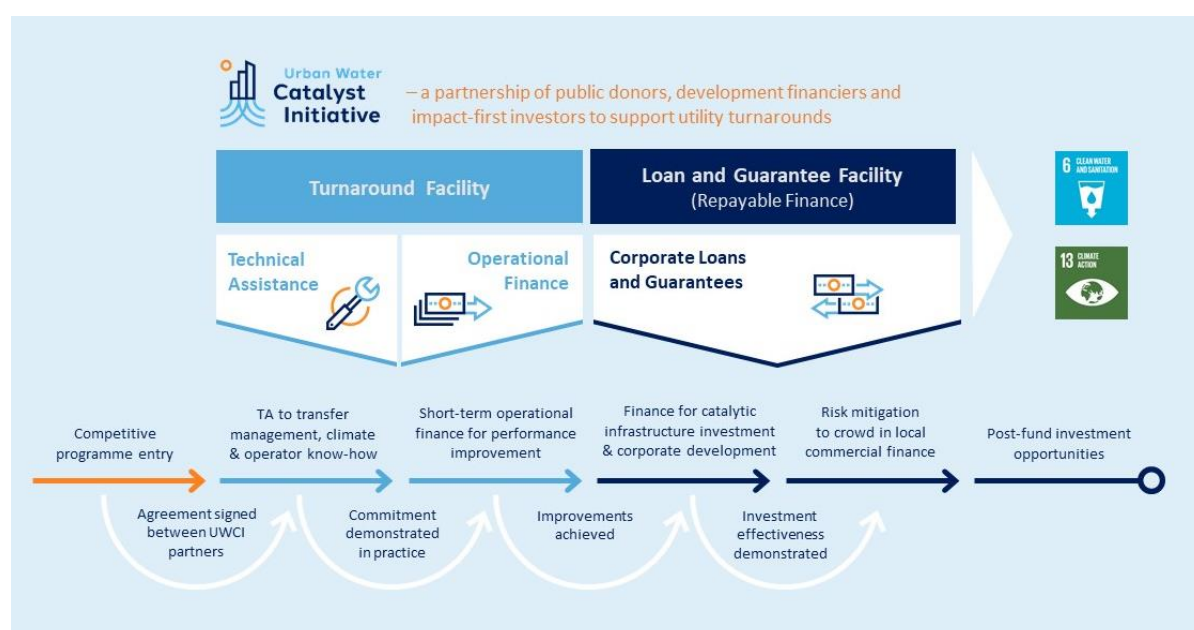 Urban Water
Catalyst
Initiative
– a partnership of public donors, development financiers and
impact-first investors to support utility turnarounds
Turnaround Facility
Loan and Guarantee Facility
(Repayable Finance)
6 CLEAN WATER
AND SANITATION
13 CLIMATE
ACTION
Technical
Assistance
Operational
Finance
Corporate Loans
and Guarantees
Competitive
programme entry
TA to transfer
management, climate
& operator know-how
Short-term operational
finance for performance
improvement
Finance for catalytic
infrastructure investment
& corporate development
Risk mitigation
to crowd in local
commercial finance
Post-fund investment
opportunities
Agreement signed
between UWCI
partners
Commitment
demonstrated
in practice
Improvements
achieved
Investment
effectiveness
demonstrated